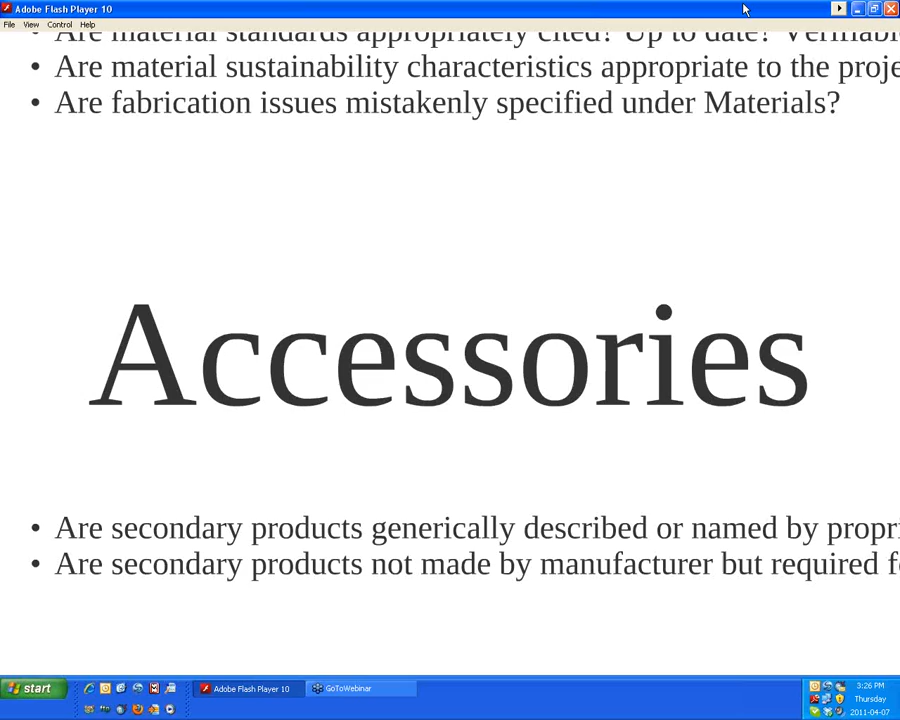 Adobe Flash Player 10
File View Control Help
• Are material standards appropriately cited? Up to date?
• Are material sustainability characteristics appropriate to the proje
• Are fabrication issues mistakenly specified under Materials?
Accessories
• Are secondary products generically described or named by propri
• Are secondary products not made by manufacturer but required f
start
Adobe Flash Player 10
GoToWebinar
3:26 PM
Thursday
2011-04-07